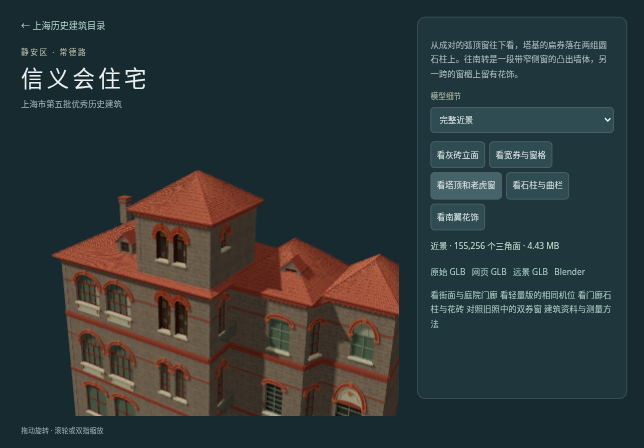 ← 上海历史建筑目录
静安区 · 常德路
信义会住宅
上海市第五批优秀历史建筑
从成对的弧顶窗往下看，塔基的扁券落在两组圆
石柱上。往南转是一段带窄侧窗的凸出墙体，另
一跨的窗楣上留有花饰。
模型细节
完整近景
看灰砖立面
看宽券与窗格
看塔顶和老虎窗
看石柱与曲栏
看南翼花饰
近景 · 155,256 个三角面 · 4.43 MB
原始 GLB 网页 GLB 远景 GLB Blender
看街面与庭院门廊 看轻量版的相同机位 看门廊石
柱与花砖 对照旧照中的双券窗 建筑资料与测量方
法
拖动旋转 · 滚轮或双指缩放